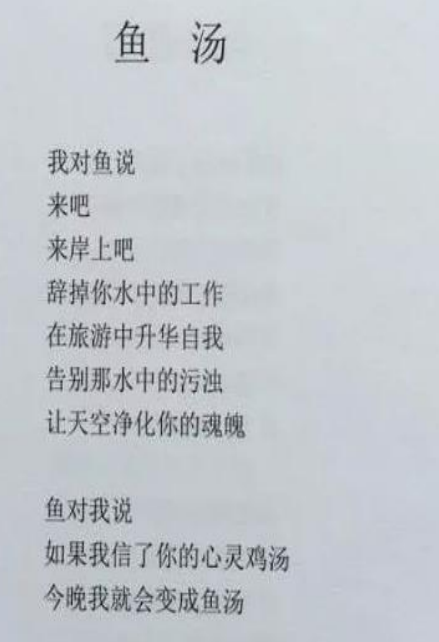 鱼 汤
我对鱼说
来吧
来岸上吧
辞掉你水中的工作
在旅游中升华自我
告别那水中的污浊
让天空净化你的魂魄
鱼对我说
如果我信了你的心灵鸡汤
今晚我就会变成鱼汤